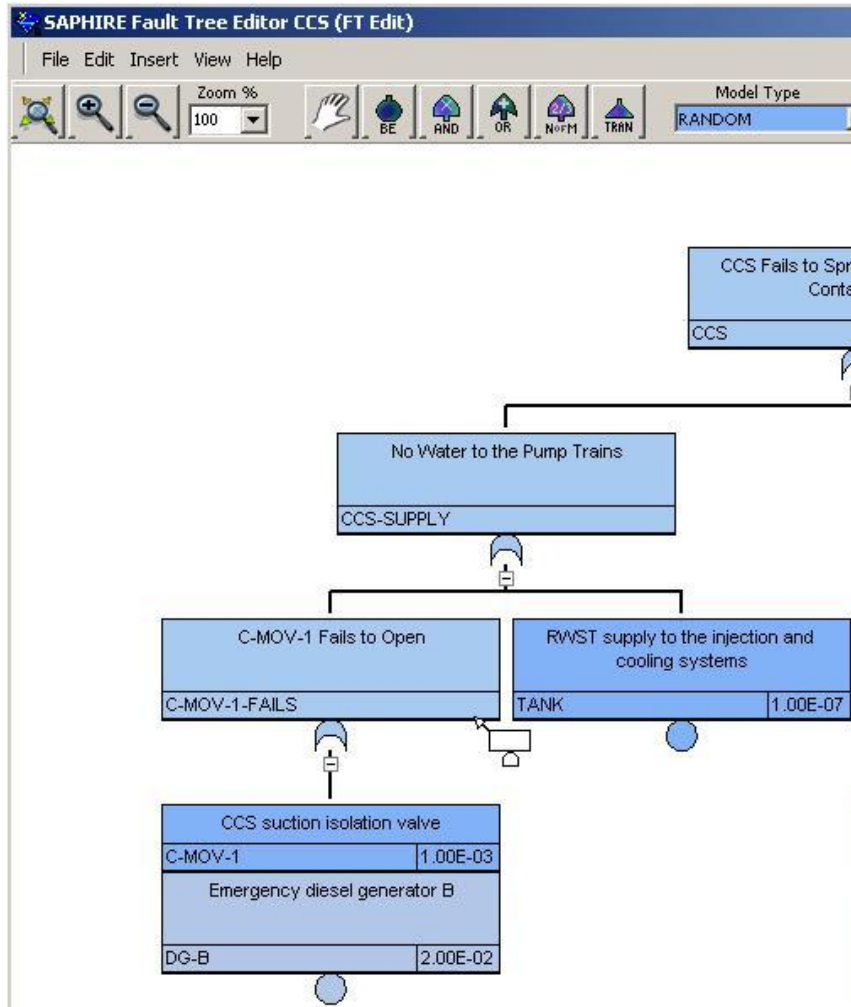 SAPHIRE Fault Tree Editor CCS (FT Edit)
File Edit Insert View Help
Zoom %
100
BE
AND
OR
NOFM
TRAN
Model Type
RANDOM
CCS Fails to Spr
Conta
CCS
No Water to the Pump Trains
CCS-SUPPLY
C-MOV-1 Fails to Open
C-MOV-1-FAILS
RWST supply to the injection and
cooling systems
TANK 1.00E-07
CCS suction isolation valve
C-MOV-1 1.00E-03
Emergency diesel generator B
DG-B 2.00E-02